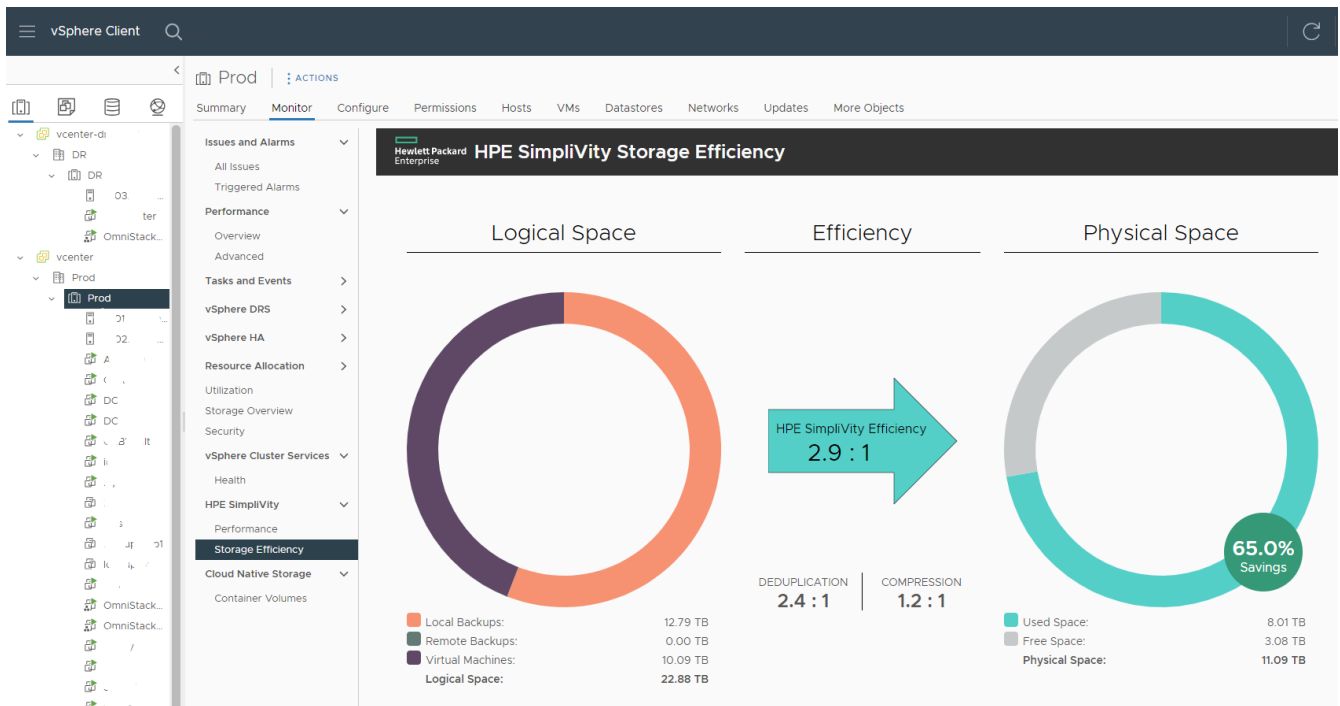 vSphere Client
Prod
ACTIONS
Summary Monitor Configure Permissions Hosts VMs Datastores Networks Updates More Objects
vcenter-dr
DR
DR
OmniStack...
vcenter
Prod
Prod
DC
DC
OmniStack...
OmniStack...
Issues and Alarms
All Issues
Triggered Alarms
Performance
Overview
Advanced
Tasks and Events
vSphere DRS
vSphere HA
Resource Allocation
Utilization
Storage Overview
Security
vSphere Cluster Services
Health
HPE SimpliVity
Performance
Storage Efficiency
Cloud Native Storage
Container Volumes
Hewlett Packard
Enterprise
HPE SimpliVity Storage Efficiency
Logical Space
Local Backups: 12.79 TB
Remote Backups: 0.00 TB
Virtual Machines: 10.09 TB
Logical Space: 22.88 TB
Efficiency
HPE SimpliVity Efficiency
2.9 : 1
DEDUPLICATION COMPRESSION
2.4 : 1 1.2 : 1
Physical Space
65.0%
Savings
Used Space: 8.01 TB
Free Space: 3.08 TB
Physical Space: 11.09 TB